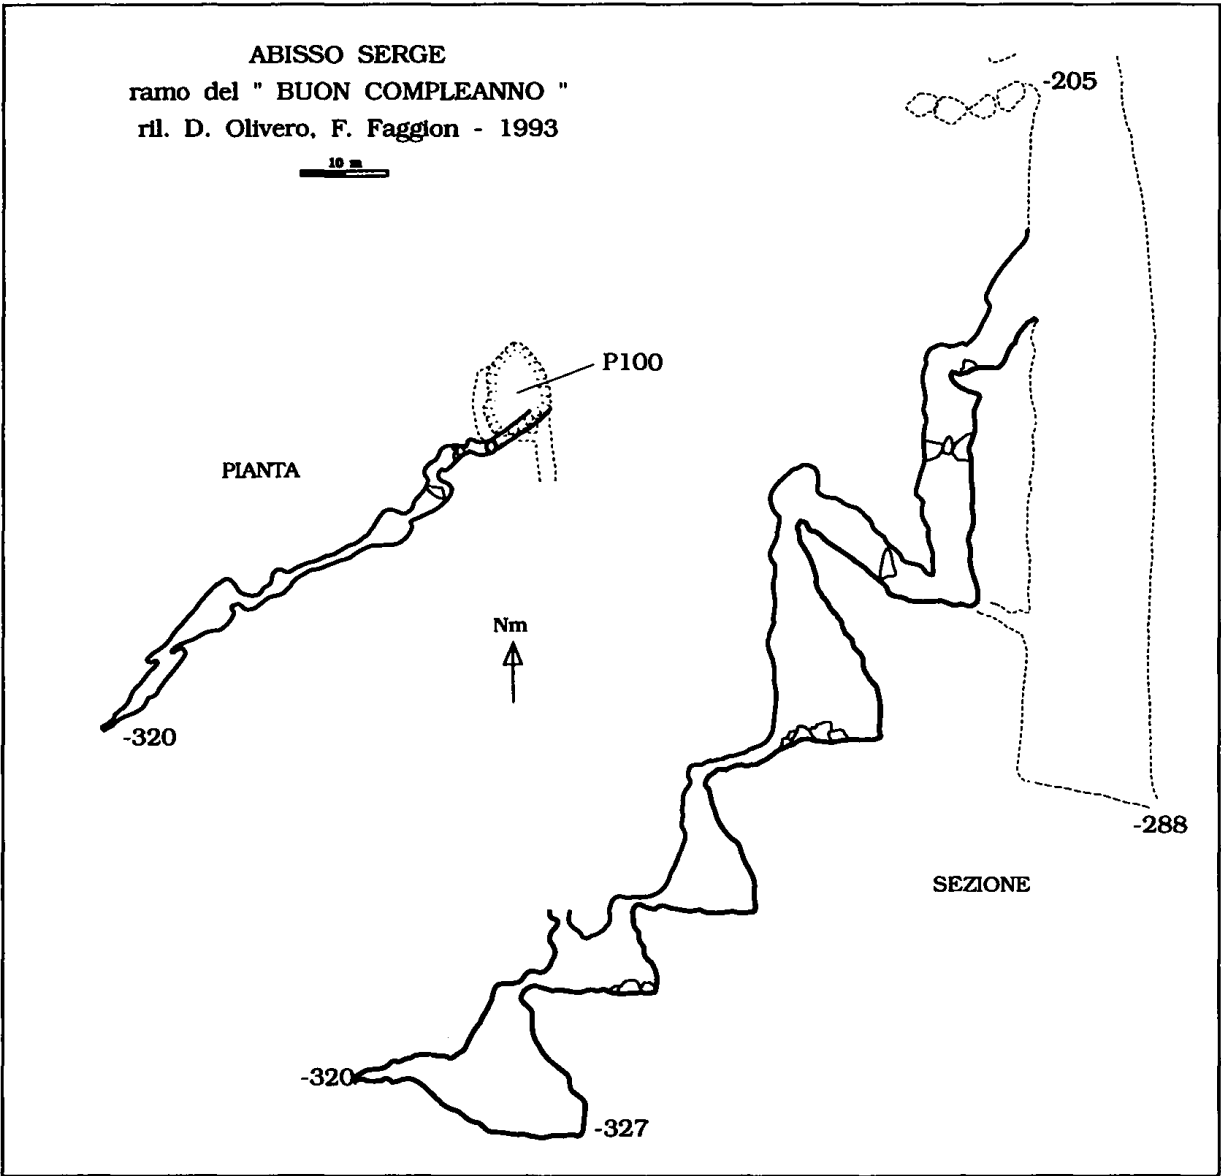 ABISSO SERGE
ramo del " BUON COMPLEANNO "
ril. D. Olivero, F. Faggion - 1993
10 m
-205
P100
PIANTA
Nm
-320
-288
SEZIONE
-320
-327